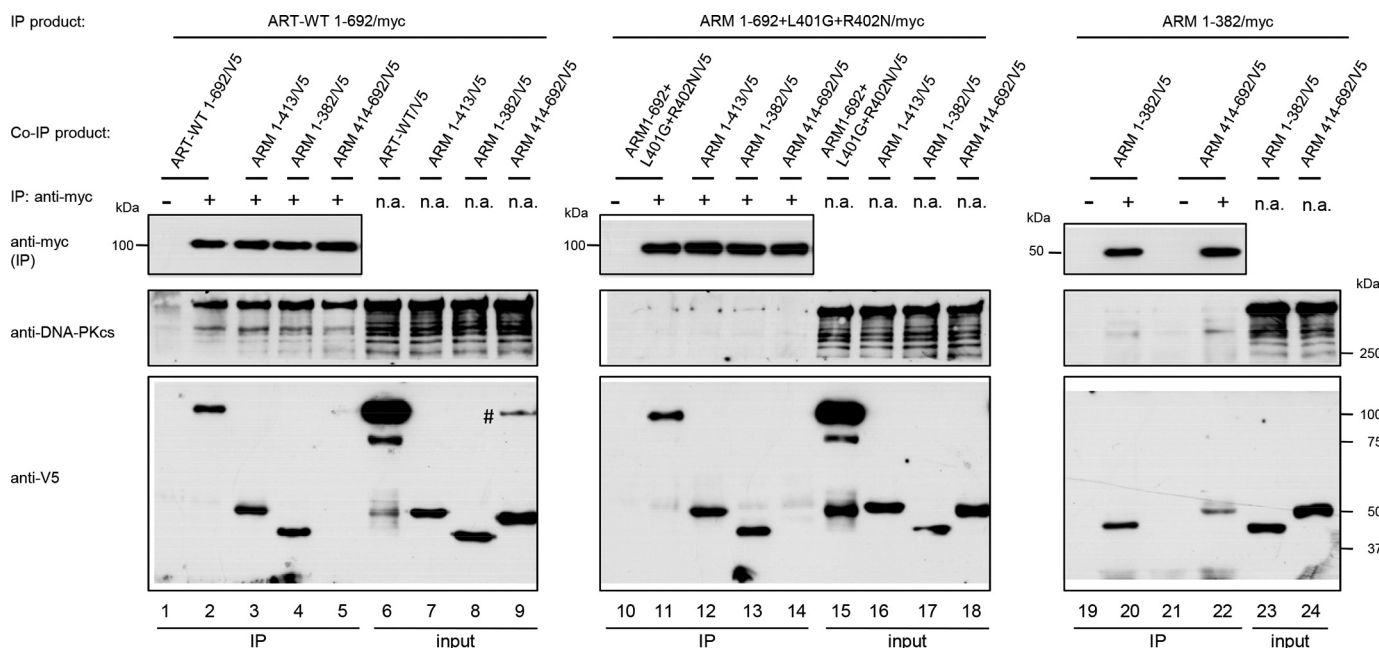 IP product: ART-WT 1-692/myc ARM 1-692+L401G+R402N/myc ARM 1-382/myc
Co-IP product: ART-WT 1-692/V5 ARM 1-413/V5 ARM 1-382/V5 ARM 414-692/V5 ART-WT/V5 ARM 1-413/V5 ARM 1-382/V5 ARM 414-692/V5
ARM1-692+
L401G+R402N/V5 ARM 1-413/V5 ARM 1-382/V5 ARM 414-692/V5
ARM1-692+
L401G+R402N/V5 ARM 1-413/V5 ARM 1-382/V5 ARM 414-692/V5
ARM 1-382/V5 ARM 414-692/V5 ARM 1-382/V5 ARM 414-692/V5
IP: anti-myc – + + + + n.a. n.a. n.a. n.a. – + + + + n.a. n.a. n.a. n.a. – + – + n.a. n.a.
kDa kDa kDa
anti-myc
(IP)
100 100 50
kDa
anti-DNA-PKcs
250
anti-V5
#
100
75
50
37
1 2 3 4 5 6 7 8 9 10 11 12 13 14 15 16 17 18 19 20 21 22 23 24
IP input IP input IP input